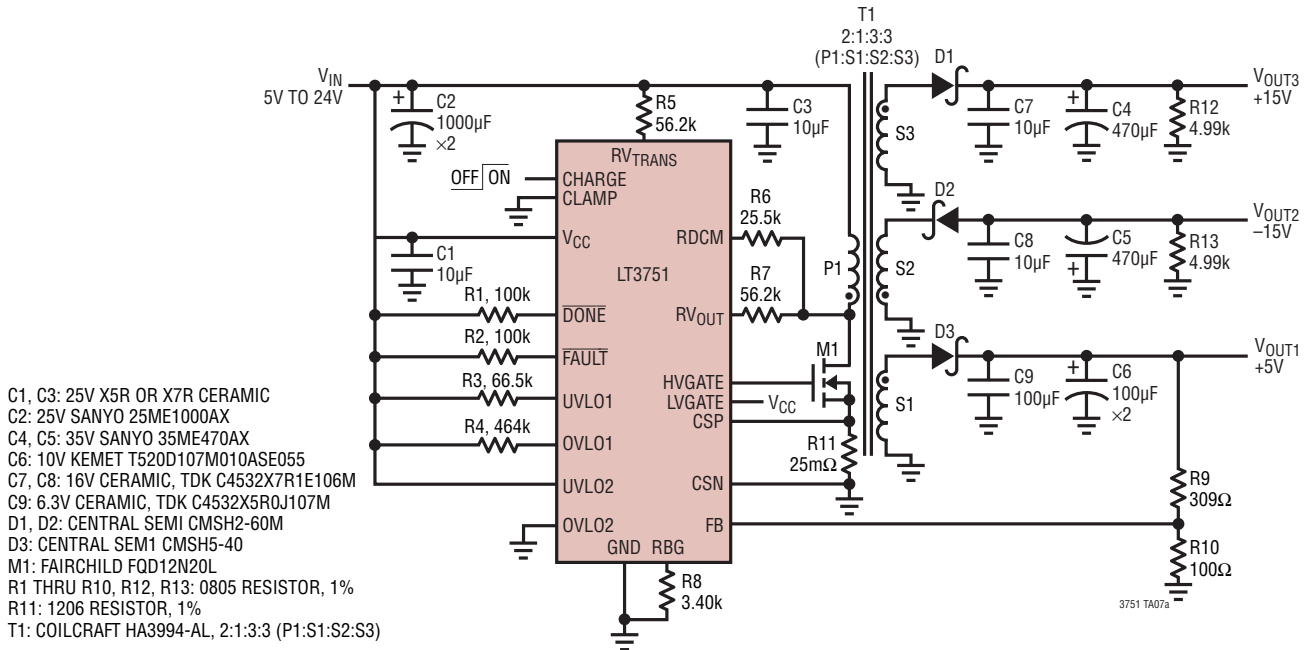 T1
2:1:3:3
(P1:S1:S2:S3)
D1
VIN
5V TO 24V
+
C2
1000µF
×2
R5
56.2k
C3
10µF
S3
C7
10µF
+
C4
470µF
R12
4.99k
VOUT3
+15V
RVTRANS
OFF ON
CHARGE
CLAMP
VCC
C1
10µF
LT3751
RDCM
R6
25.5k
R7
56.2k
RVOUT
P1
D2
S2
C8
10µF
C5
470µF
+
R13
4.99k
VOUT2
–15V
R1, 100k
DONE
R2, 100k
FAULT
R3, 66.5k
UVLO1
R4, 464k
OVLO1
UVLO2
OVLO2
GND
RBG
R8
3.40k
HVGATE
LVGATE
VCC
CSP
CSN
FB
M1
R11
25mΩ
D3
S1
C9
100µF
+
C6
100µF
×2
VOUT1
+5V
R9
309Ω
R10
100Ω
3751 TA07a
C1, C3: 25V X5R OR X7R CERAMIC
C2: 25V SANYO 25ME1000AX
C4, C5: 35V SANYO 35ME470AX
C6: 10V KEMET T520D107M010ASE055
C7, C8: 16V CERAMIC, TDK C4532X7R1E106M
C9: 6.3V CERAMIC, TDK C4532X5R0J107M
D1, D2: CENTRAL SEMI CMSH2-60M
D3: CENTRAL SEM1 CMSH5-40
M1: FAIRCHILD FQD12N20L
R1 THRU R10, R12, R13: 0805 RESISTOR, 1%
R11: 1206 RESISTOR, 1%
T1: COILCRAFT HA3994-AL, 2:1:3:3 (P1:S1:S2:S3)